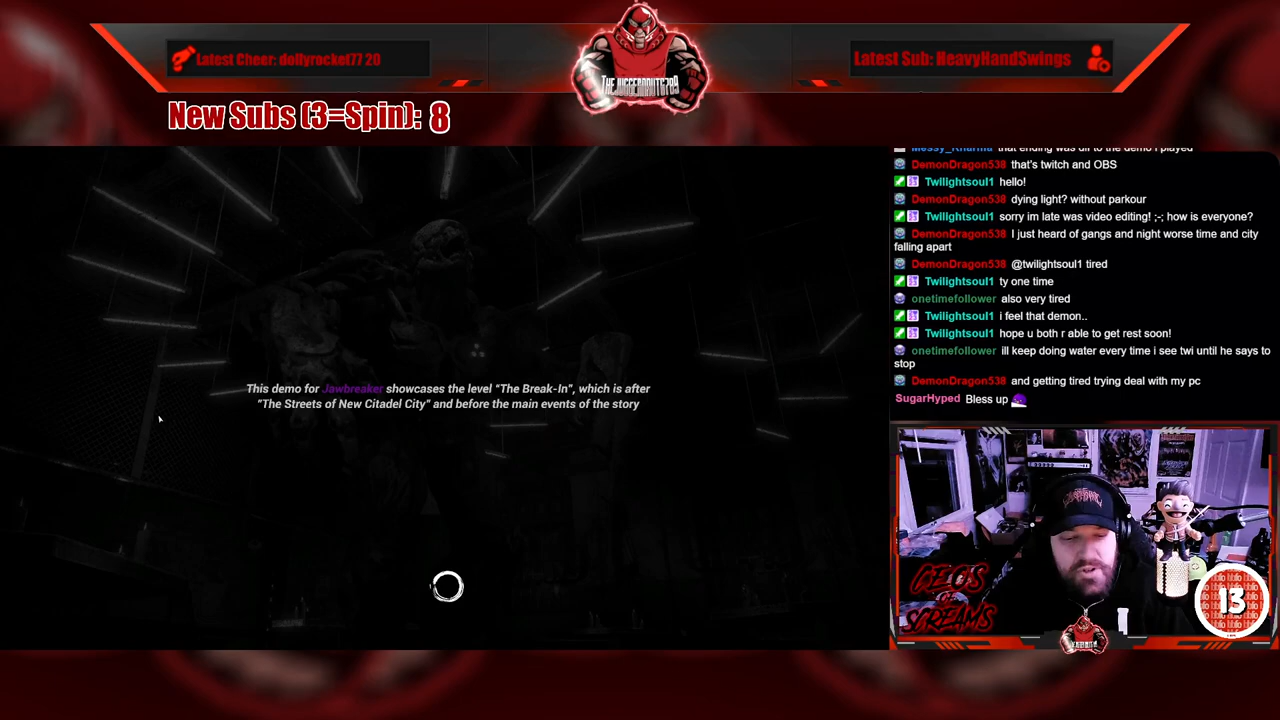 Latest Cheer: dollyrocket77 20
THEJUGGERNAUT6789
Latest Sub: HeavyHandSwings
New Subs (3=Spin): 8
Messy_Kharma that ending was dif to the demo i played
DemonDragon538 that's twitch and OBS
Twilightsoul1 hello!
DemonDragon538 dying light? without parkour
Twilightsoul1 sorry im late was video editing! ;-; how is everyone?
DemonDragon538 I just heard of gangs and night worse time and city
falling apart
DemonDragon538 @twilightsoul1 tired
Twilightsoul1 ty one time
onetimefollower also very tired
Twilightsoul1 i feel that demon..
Twilightsoul1 hope u both r able to get rest soon!
onetimefollower ill keep doing water every time i see twi until he says to
stop
DemonDragon538 and getting tired trying deal with my pc
SugarHyped Bless up
This demo for Jawbreaker showcases the level “The Break-In”, which is after
“The Streets of New Citadel City” and before the main events of the story
SCREAMS
13